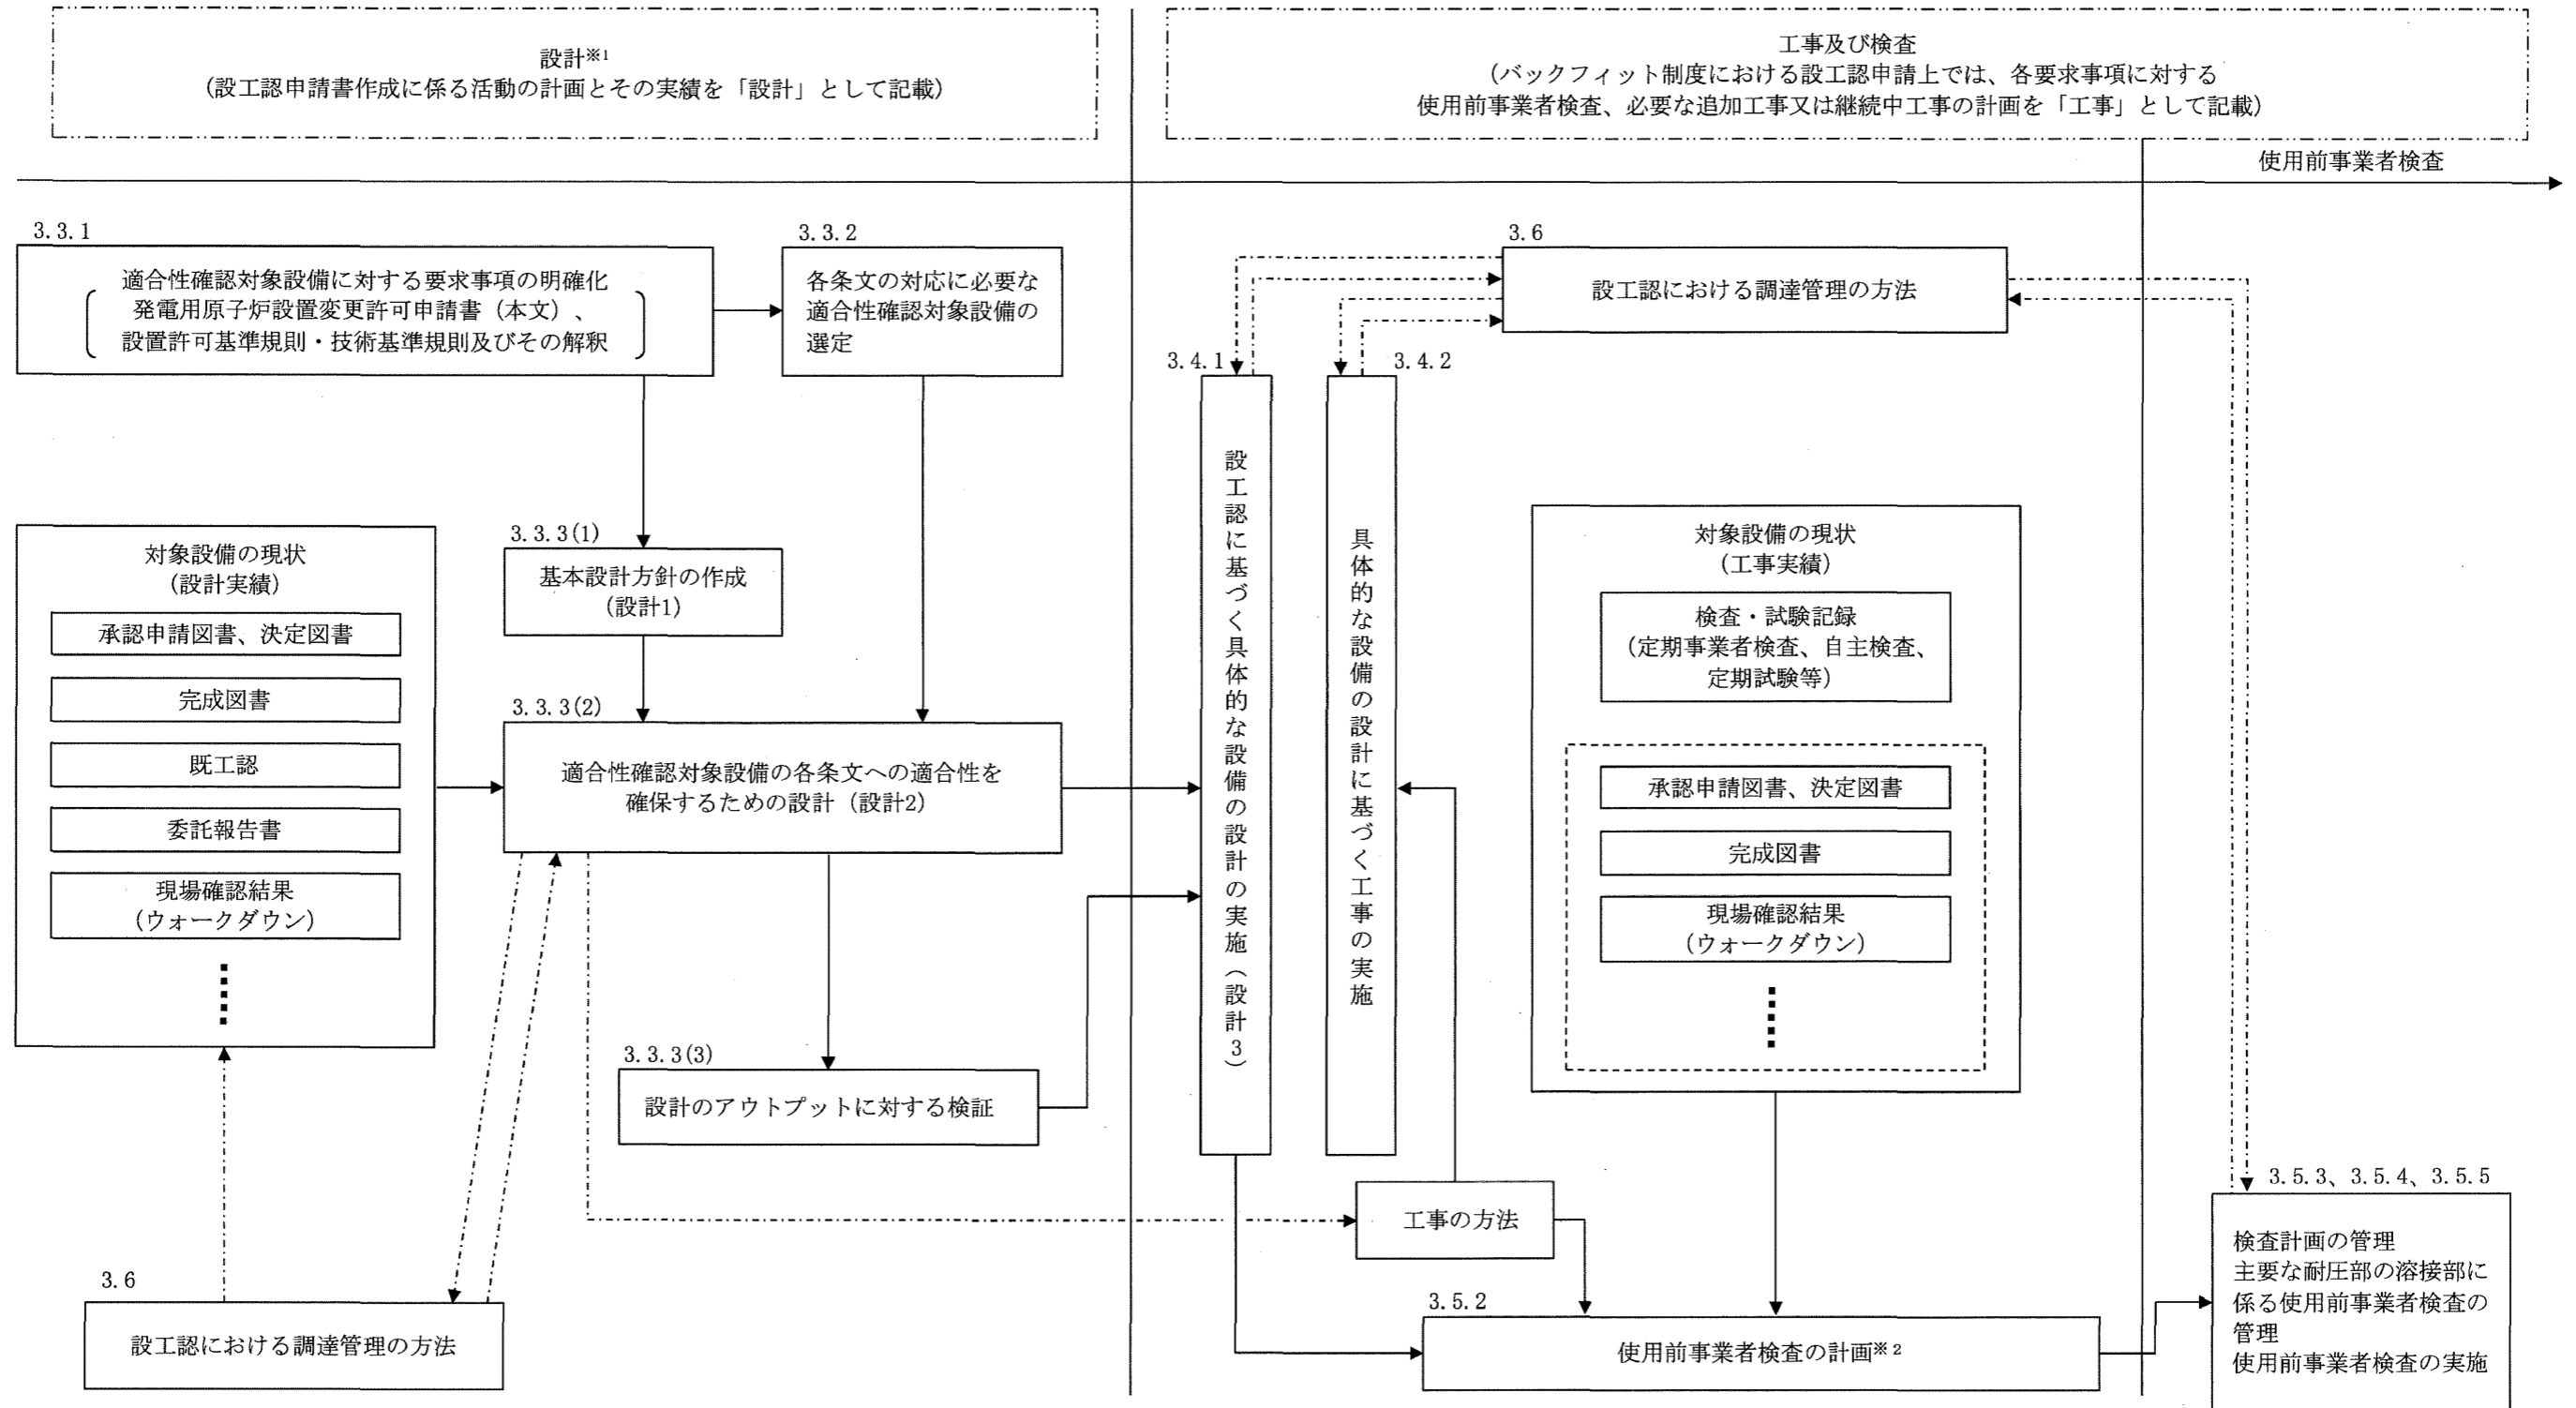 設計※1
(設工認申請書作成に係る活動の計画とその実績を「設計」として記載)
工事及び検査
(バックフィット制度における設工認申請上では、各要求事項に対する
使用前事業者検査、必要な追加工事又は継続中工事の計画を「工事」として記載)
使用前事業者検査
3.3.1
適合性確認対象設備に対する要求事項の明確化
発電用原子炉設置変更許可申請書(本文)、
設置許可基準規則・技術基準規則及びその解釈
3.3.2
各条文の対応に必要な
適合性確認対象設備の
選定
3.6
設工認における調達管理の方法
3.4.1
設工認に基づく具体的な設備の設計の実施(設計3)
3.4.2
具体的な設備の設計に基づく工事の実施
対象設備の現状
(設計実績)
承認申請図書、決定図書
完成図書
既工認
委託報告書
現場確認結果
(ウォークダウン)
3.3.3(1)
基本設計方針の作成
(設計1)
3.3.3(2)
適合性確認対象設備の各条文への適合性を
確保するための設計(設計2)
3.3.3(3)
設計のアウトプットに対する検証
対象設備の現状
(工事実績)
検査・試験記録
(定期事業者検査、自主検査、
定期試験等)
承認申請図書、決定図書
完成図書
現場確認結果
(ウォークダウン)
工事の方法
3.6
設工認における調達管理の方法
3.5.2
使用前事業者検査の計画※2
3.5.3、3.5.4、3.5.5
検査計画の管理
主要な耐圧部の溶接部に
係る使用前事業者検査の
管理
使用前事業者検査の実施